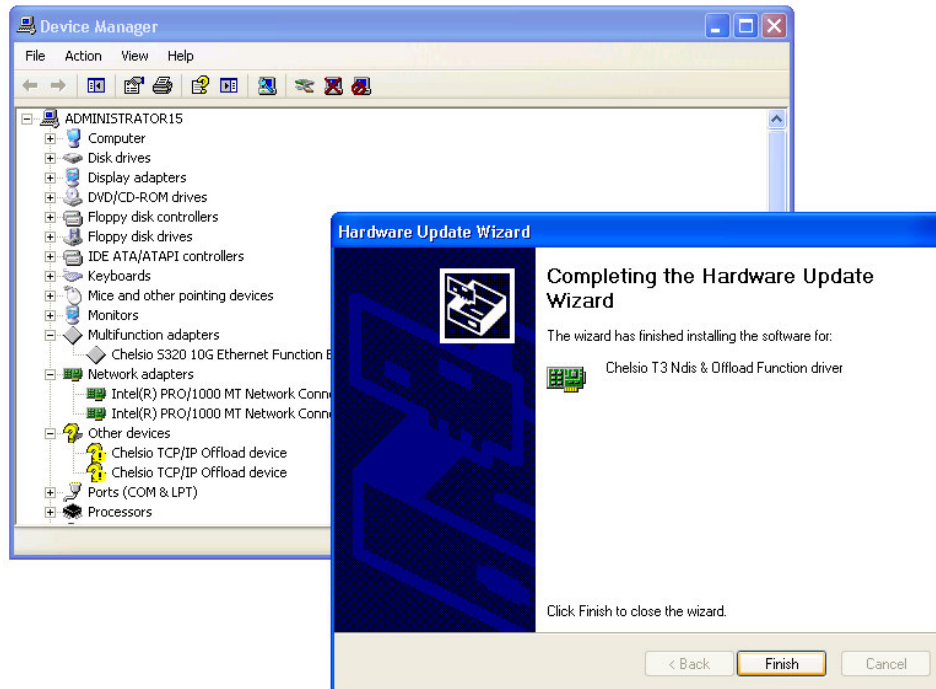 Device Manager
File Action View Help
ADMINISTRATOR15
Computer
Disk drives
Display adapters
DVD/CD-ROM drives
Floppy disk controllers
Floppy disk drives
IDE ATA/ATAPI controllers
Keyboards
Mice and other pointing devices
Monitors
Multifunction adapters
Chelsio S320 10G Ethernet Function
Network adapters
Intel(R) PRO/1000 MT Network
Intel(R) PRO/1000 MT Network
Other devices
Chelsio TCP/IP Offload device
Chelsio TCP/IP Offload device
Ports (COM & LPT)
Processors
Hardware Update Wizard
Completing the Hardware Update
Wizard
The wizard has finished installing the software for:
Chelsio T3 Ndis & Offload Function driver
Click Finish to close the wizard.
< Back Finish Cancel